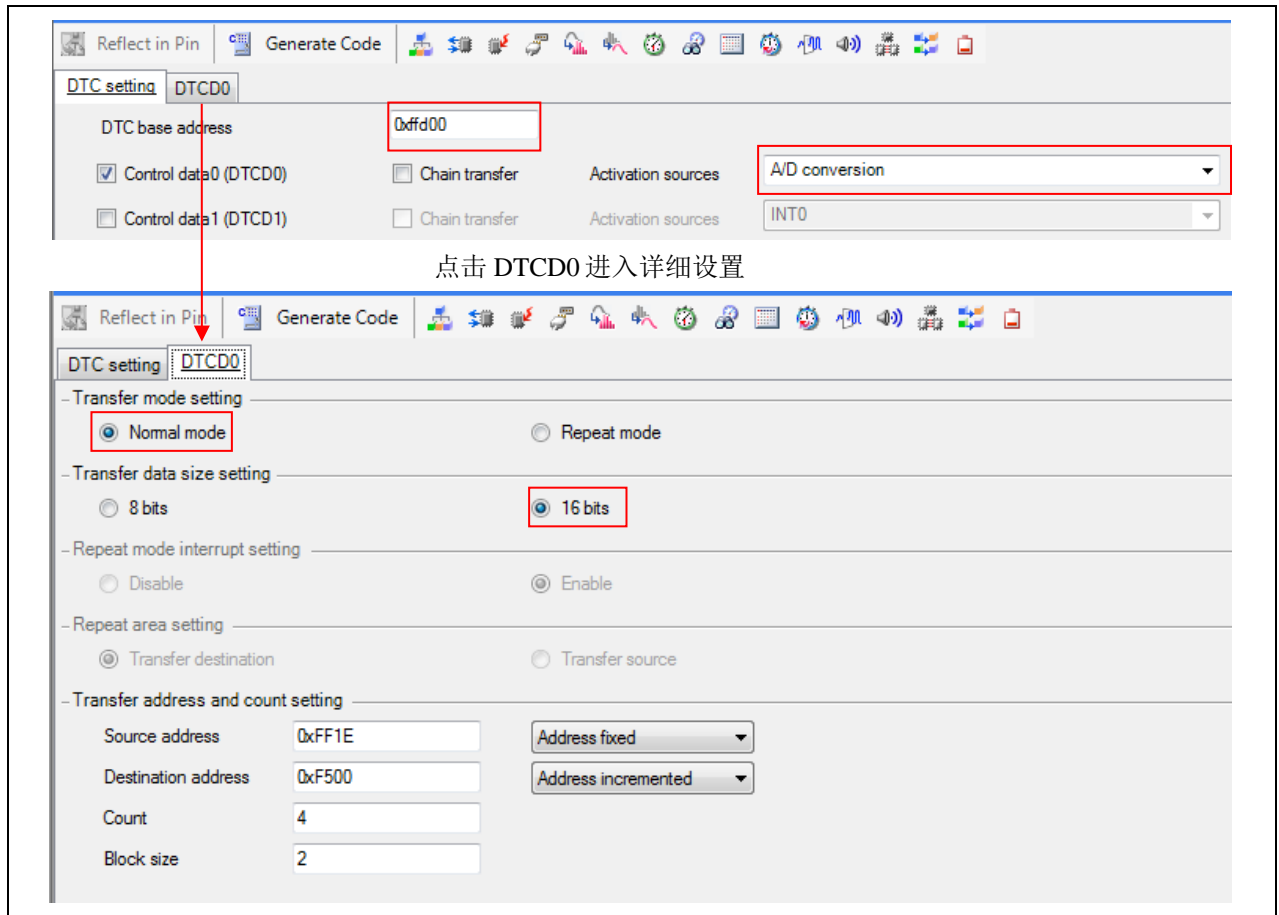 Reflect in Pin Generate Code
DTC setting DTCD0
DTC base address 0xffd00
Control data0 (DTCD0) Chain transfer Activation sources A/D conversion
Control data1 (DTCD1) Chain transfer Activation sources INT0
点击 DTCD0 进入详细设置
Reflect in Pin Generate Code
DTC setting DTCD0
Transfer mode setting
Normal mode Repeat mode
Transfer data size setting
8 bits 16 bits
Repeat mode interrupt setting
Disable Enable
Repeat area setting
Transfer destination Transfer source
Transfer address and count setting
Source address 0xFF1E Address fixed
Destination address 0xF500 Address incremented
Count 4
Block size 2